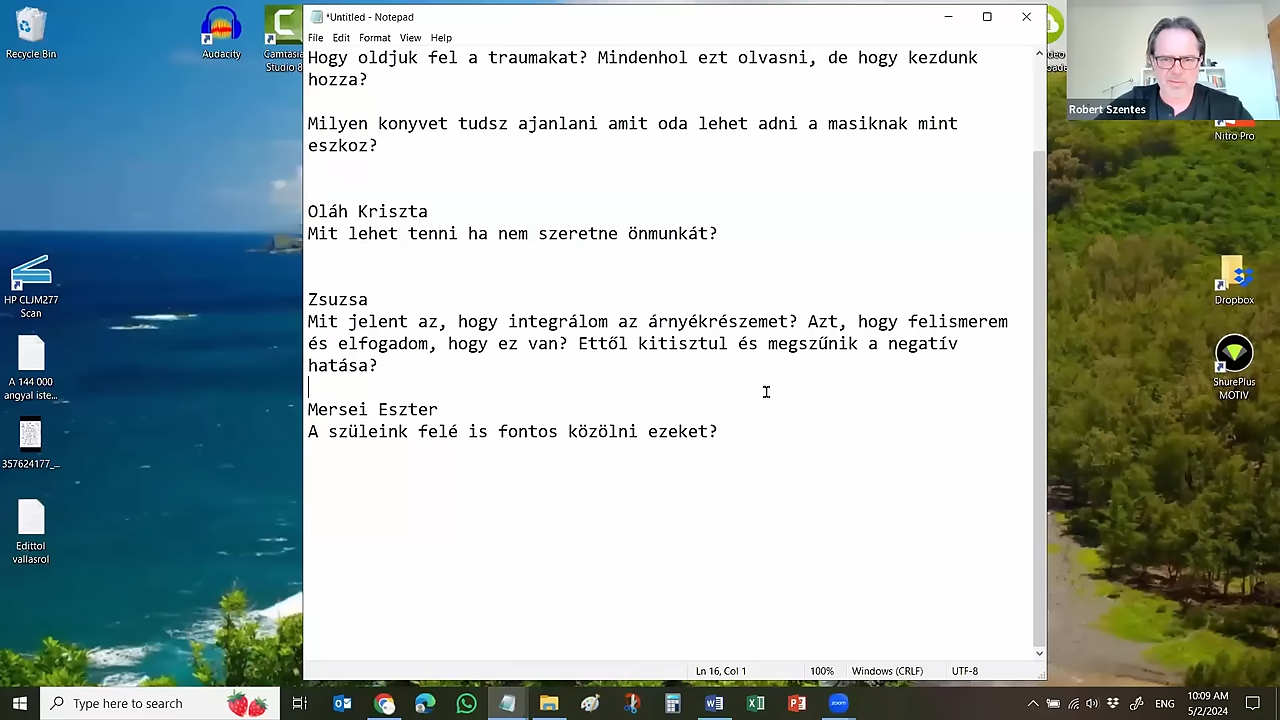 Recycle Bin
Audacity
Camtasia
Studio 8
*Untitled - Notepad
File Edit Format View Help
Hogy oldjuk fel a traumakat? Mindenhol ezt olvasni, de hogy kezdunk
hozza?
Milyen konyvet tudsz ajanlani amit oda lehet adni a masiknak mint
eszkoz?
Oláh Kriszta
Mit lehet tenni ha nem szeretne önmunkát?
Zsuzsa
Mit jelent az, hogy integrálom az árnyékrészemet? Azt, hogy felismerem
és elfogadom, hogy ez van? Ettől kitisztul és megszűnik a negatív
hatása?
Mersei Eszter
A szüleink felé is fontos közölni ezeket?
Ln 16, Col 1 100% Windows (CRLF) UTF-8
HP CLJM277
Scan
A 144 000
angyal iste...
357624177_...
Edittol
vallasrol
Robert Szentes
Nitro Pro
Dropbox
ShurePlus
MOTIV
Type here to search
ENG
10:09 AM
5/2/2024